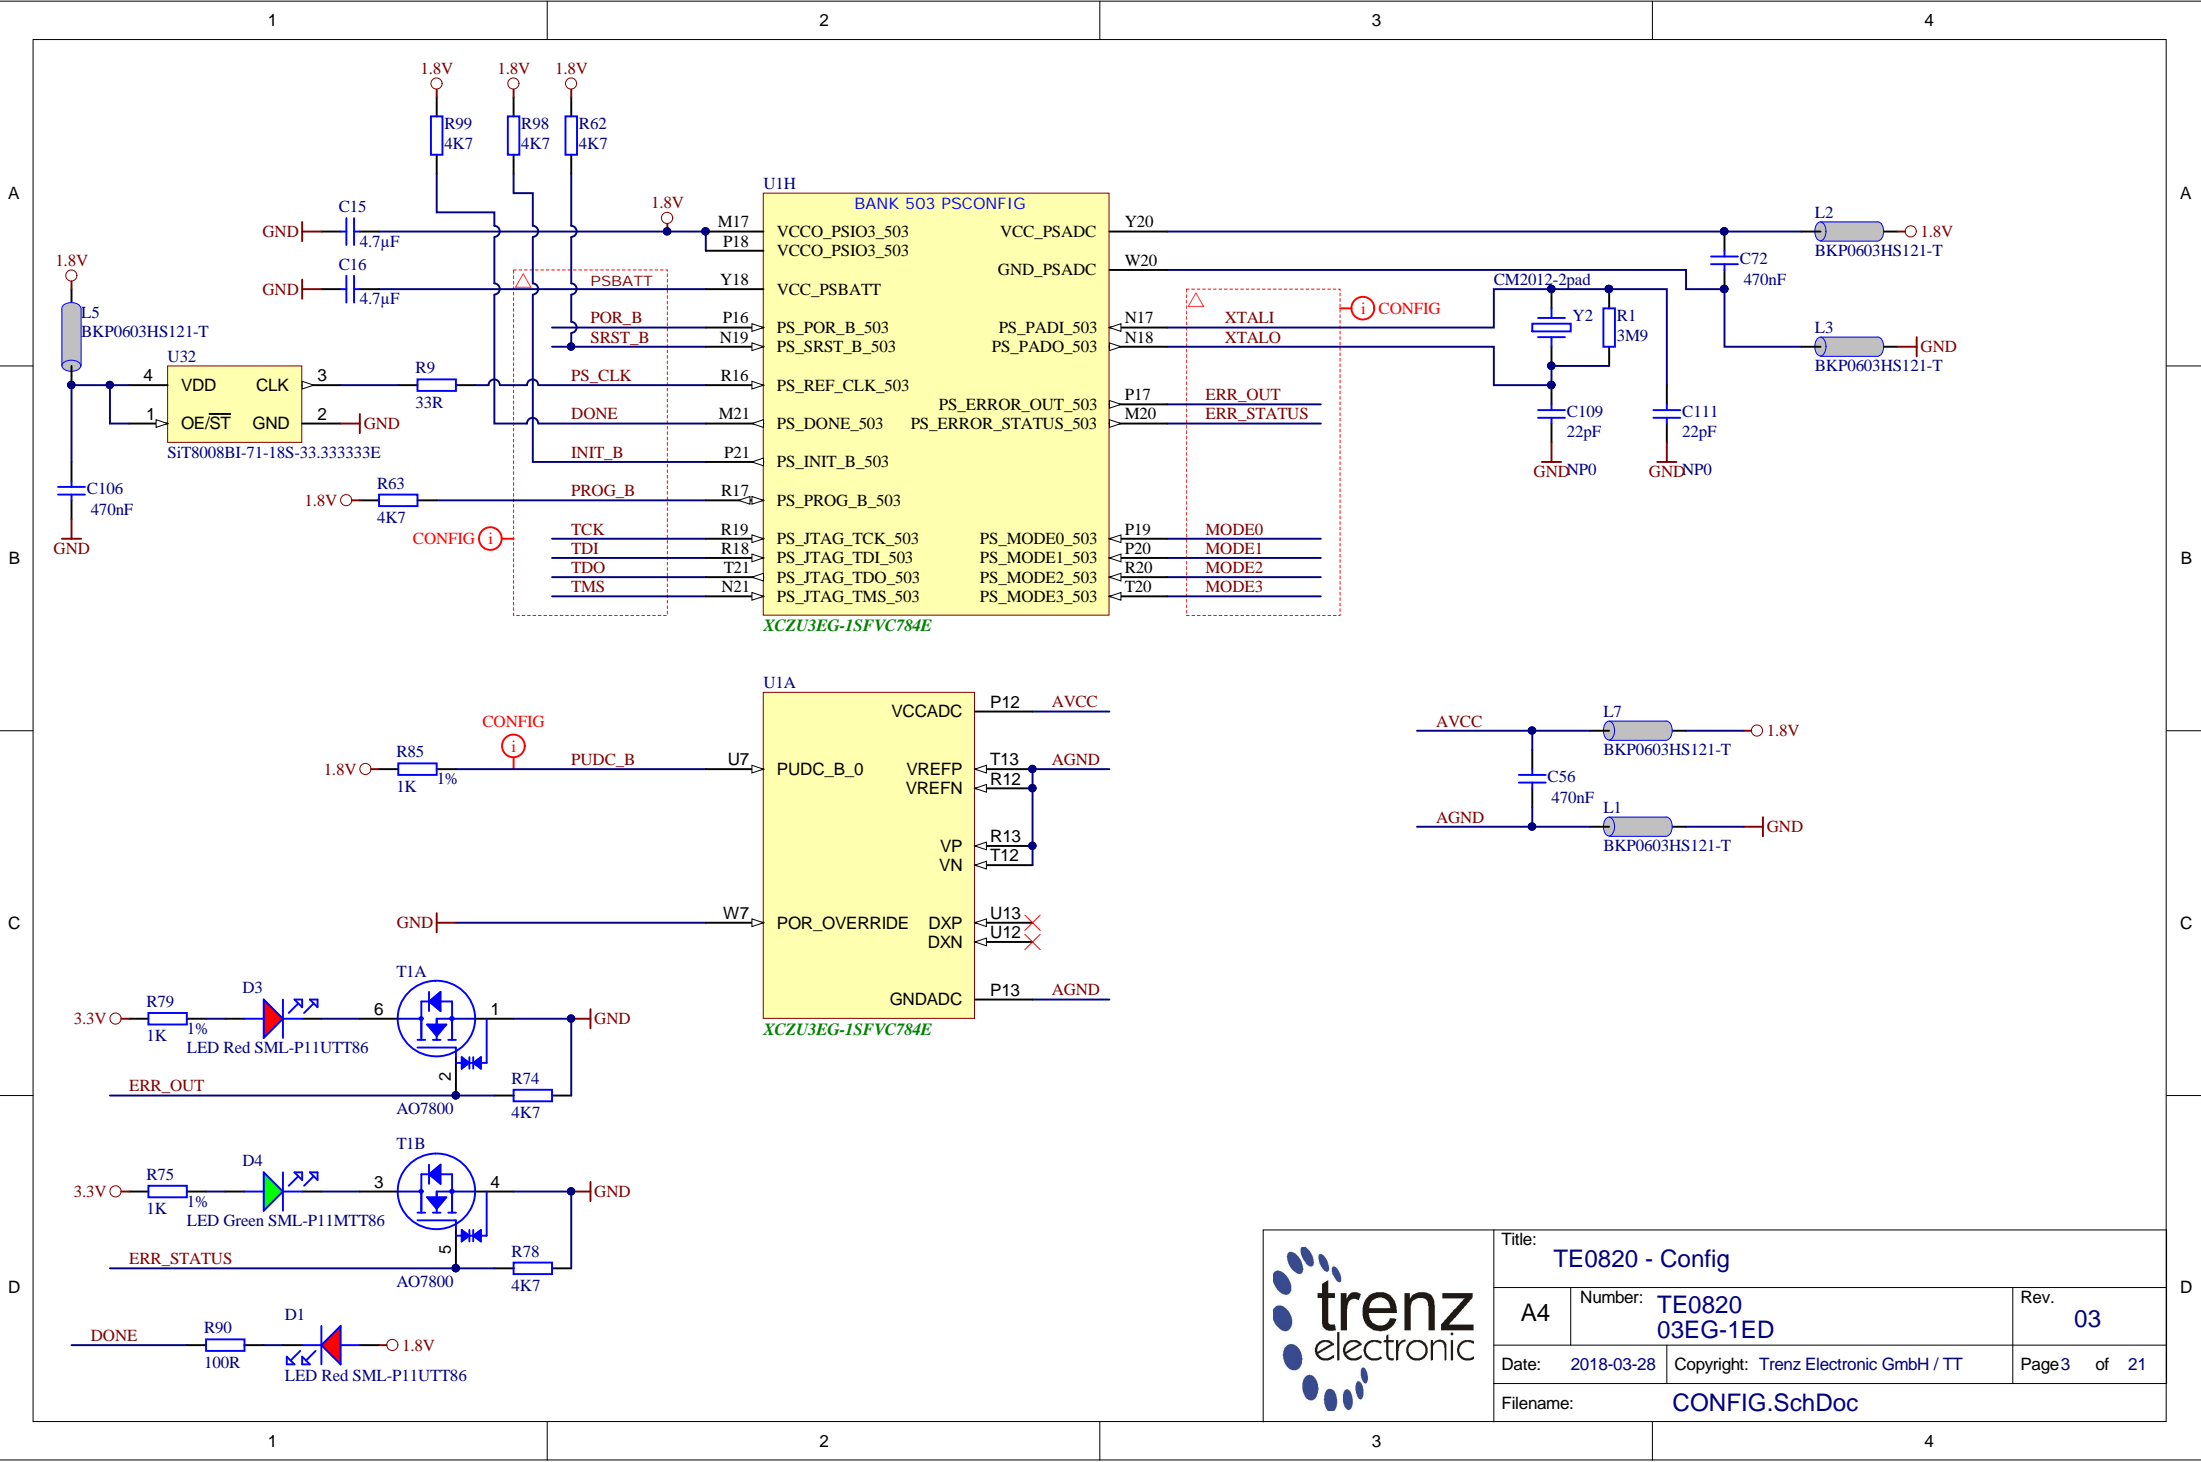 1 2 3 4
A A
B B
C C
D D
1.8V 1.8V 1.8V
R99 4K7
R98 4K7
R62 4K7
1.8V
C15 4.7µF GND
C16 4.7µF GND
1.8V
L5
BKP0603HS121-T
U32
4 VDD CLK 3
1 OE/ST GND 2 GND
SiT8008BI-71-18S-33.333333E
C106
470nF
GND
R9
33R
1.8V R63
4K7
CONFIG i
U1H
BANK 503 PSCONFIG
M17 VCCO_PSIO3_503
P18 VCCO_PSIO3_503
PSBATT Y18 VCC_PSBATT
POR_B P16 PS_POR_B_503
SRST_B N19 PS_SRST_B_503
PS_CLK R16 PS_REF_CLK_503
DONE M21 PS_DONE_503
INIT_B P21 PS_INIT_B_503
PROG_B R17 PS_PROG_B_503
TCK R19 PS_JTAG_TCK_503
TDI R18 PS_JTAG_TDI_503
TDO T21 PS_JTAG_TDO_503
TMS N21 PS_JTAG_TMS_503
VCC_PSADC Y20
GND_PSADC W20
PS_PADI_503 N17 XTALI
PS_PADO_503 N18 XTALO
PS_ERROR_OUT_503 P17 ERR_OUT
PS_ERROR_STATUS_503 M20 ERR_STATUS
PS_MODE0_503 P19 MODE0
PS_MODE1_503 P20 MODE1
PS_MODE2_503 R20 MODE2
PS_MODE3_503 T20 MODE3
XCZU3EG-1SFVC784E
i CONFIG
CM2012-2pad
Y2
R1
3M9
C109
22pF
GND NP0
C111
22pF
GND NP0
C72
470nF
L2 1.8V
BKP0603HS121-T
L3 GND
BKP0603HS121-T
U1A
CONFIG
i
1.8V R85 1K 1% PUDC_B U7 PUDC_B_0
GND W7 POR_OVERRIDE
VCCADC P12 AVCC
VREFP T13 AGND
VREFN R12
VP R13
VN T12
DXP U13
DXN U12
GNDADC P13 AGND
XCZU3EG-1SFVC784E
AVCC L7 1.8V
BKP0603HS121-T
C56
470nF
AGND L1 GND
BKP0603HS121-T
3.3V R79 1K 1%
D3
LED Red SML-P11UTT86
T1A
6 1 GND
2
ERR_OUT
AO7800
R74
4K7
3.3V R75 1K 1%
D4
LED Green SML-P11MTT86
T1B
3 4 GND
5
ERR_STATUS
AO7800
R78
4K7
DONE R90
100R
D1 1.8V
LED Red SML-P11UTT86
trenz
electronic
Title:
TE0820 - Config
A4
Number: TE0820
03EG-1ED
Rev.
03
Date: 2018-03-28 Copyright: Trenz Electronic GmbH / TT Page 3 of 21
Filename: CONFIG.SchDoc
1 2 3 4